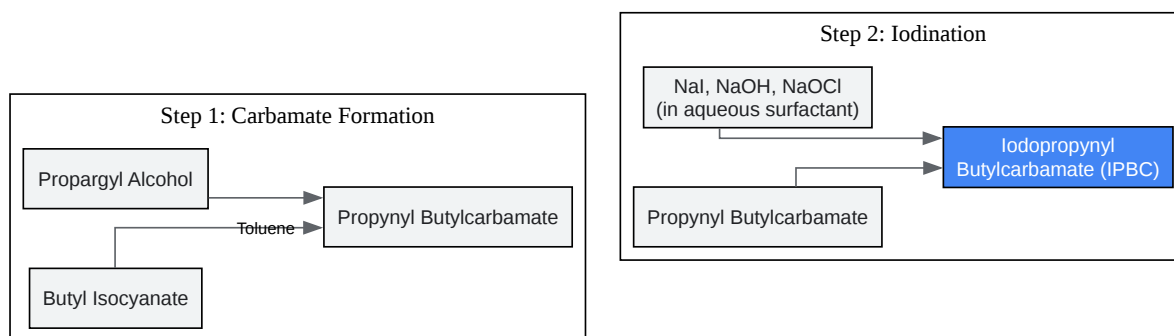 Step 1: Carbamate Formation
Propargyl Alcohol
Toluene
Butyl Isocyanate
Propynyl Butylcarbamate
Step 2: Iodination
NaI, NaOH, NaOCl
(in aqueous surfactant)
Propynyl Butylcarbamate
Iodopropynyl
Butylcarbamate (IPBC)